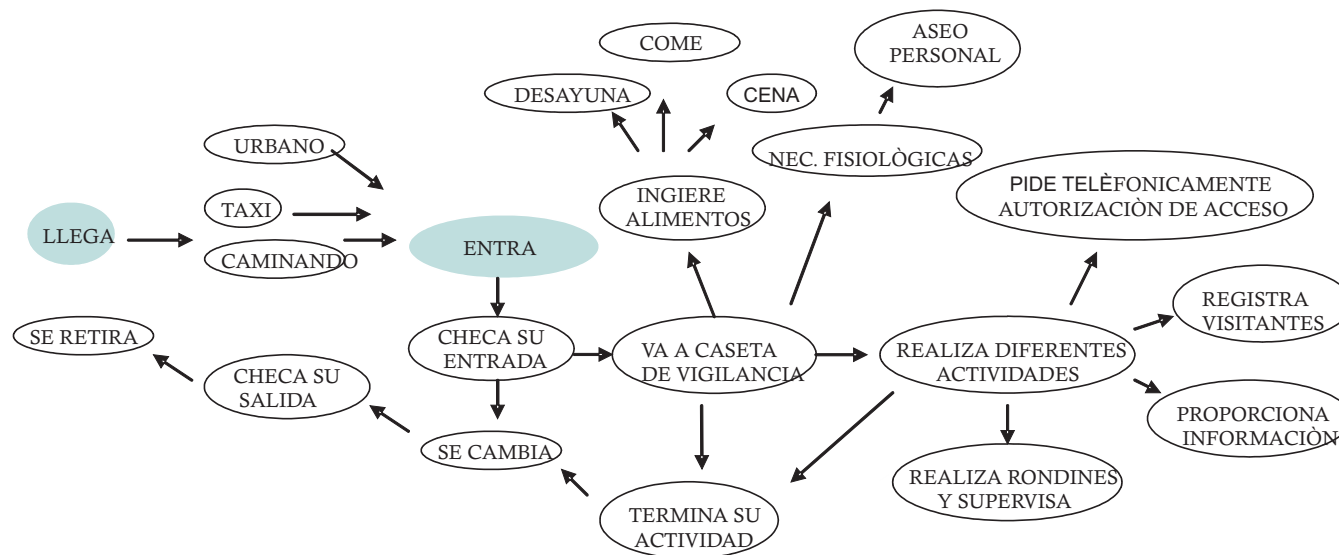 COME
ASEO
PERSONAL
DESAYUNA
CENA
URBANO
NEC. FISIOLÒGICAS
TAXI
INGIERE
ALIMENTOS
PIDE TELÈFONICAMENTE
AUTORIZACIÒN DE ACCESO
LLEGA
CAMINANDO
ENTRA
REGISTRA
VISITANTES
SE RETIRA
CHECA SU
ENTRADA
VA A CASETA
DE VIGILANCIA
REALIZA DIFERENTES
ACTIVIDADES
CHECA SU
SALIDA
PROPORCIONA
INFORMACIÒN
SE CAMBIA
REALIZA RONDINES
Y SUPERVISA
TERMINA SU
ACTIVIDAD